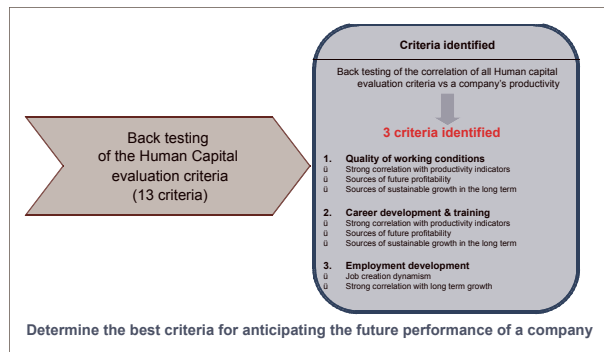 Criteria identified
Back testing of the correlation of all Human capital
evaluation criteria vs a company's productivity
3 criteria identified
Back testing
of the Human Capital
evaluation criteria
(13 criteria)
1. Quality of working conditions
ü Strong correlation with productivity indicators
ü Sources of future profitability
ü Sources of sustainable growth in the long term
2. Career development & training
ü Strong correlation with productivity indicators
ü Sources of future profitability
ü Sources of sustainable growth in the long term
3. Employment development
ü Job creation dynamism
ü Strong correlation with long term growth
Determine the best criteria for anticipating the future performance of a company